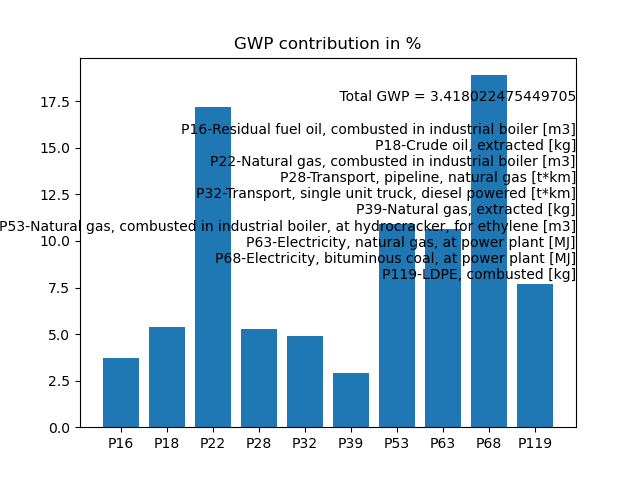 GWP contribution in %
Total GWP = 3.418022475449705
P16-Residual fuel oil, combusted in industrial boiler [m3]
P18-Crude oil, extracted [kg]
P22-Natural gas, combusted in industrial boiler [m3]
P28-Transport, pipeline, natural gas [t*km]
P32-Transport, single unit truck, diesel powered [t*km]
P39-Natural gas, extracted [kg]
P53-Natural gas, combusted in industrial boiler, at hydrocracker, for ethylene [m3]
P63-Electricity, natural gas, at power plant [MJ]
P68-Electricity, bituminous coal, at power plant [MJ]
P119-LDPE, combusted [kg]
17.5
15.0
12.5
10.0
7.5
5.0
2.5
0.0
P16 P18 P22 P28 P32 P39 P53 P63 P68 P119